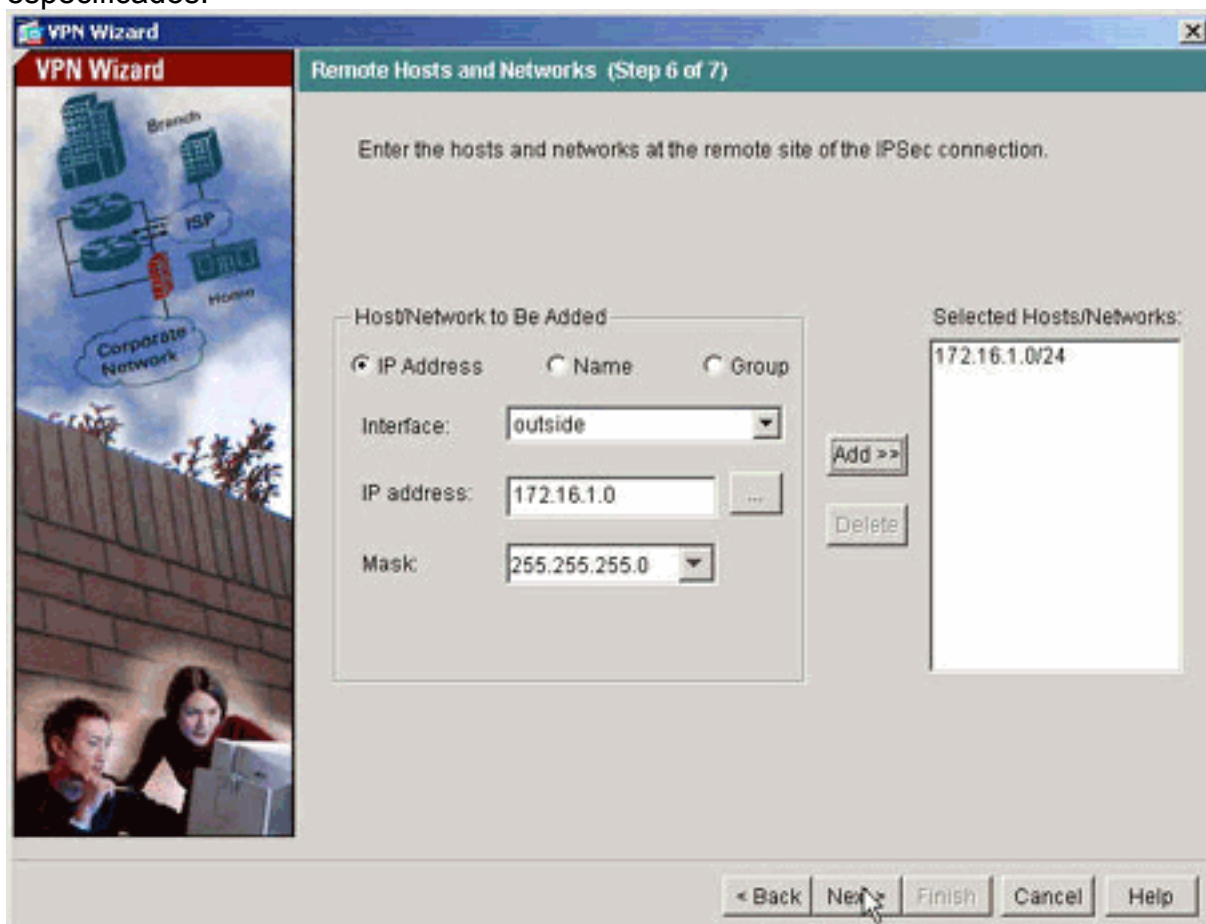 especificados.
VPN Wizard
VPN Wizard
Remote Hosts and Networks (Step 6 of 7)
Branch
ISP
Home
Corporate
Network
Enter the hosts and networks at the remote site of the IPSec connection.
Host/Network to Be Added
IP Address Name Group
Interface: outside
IP address: 172.16.1.0 ...
Mask: 255.255.255.0
Add >>
Delete
Selected Hosts/Networks:
172.16.1.0/24
< Back Next > Finish Cancel Help